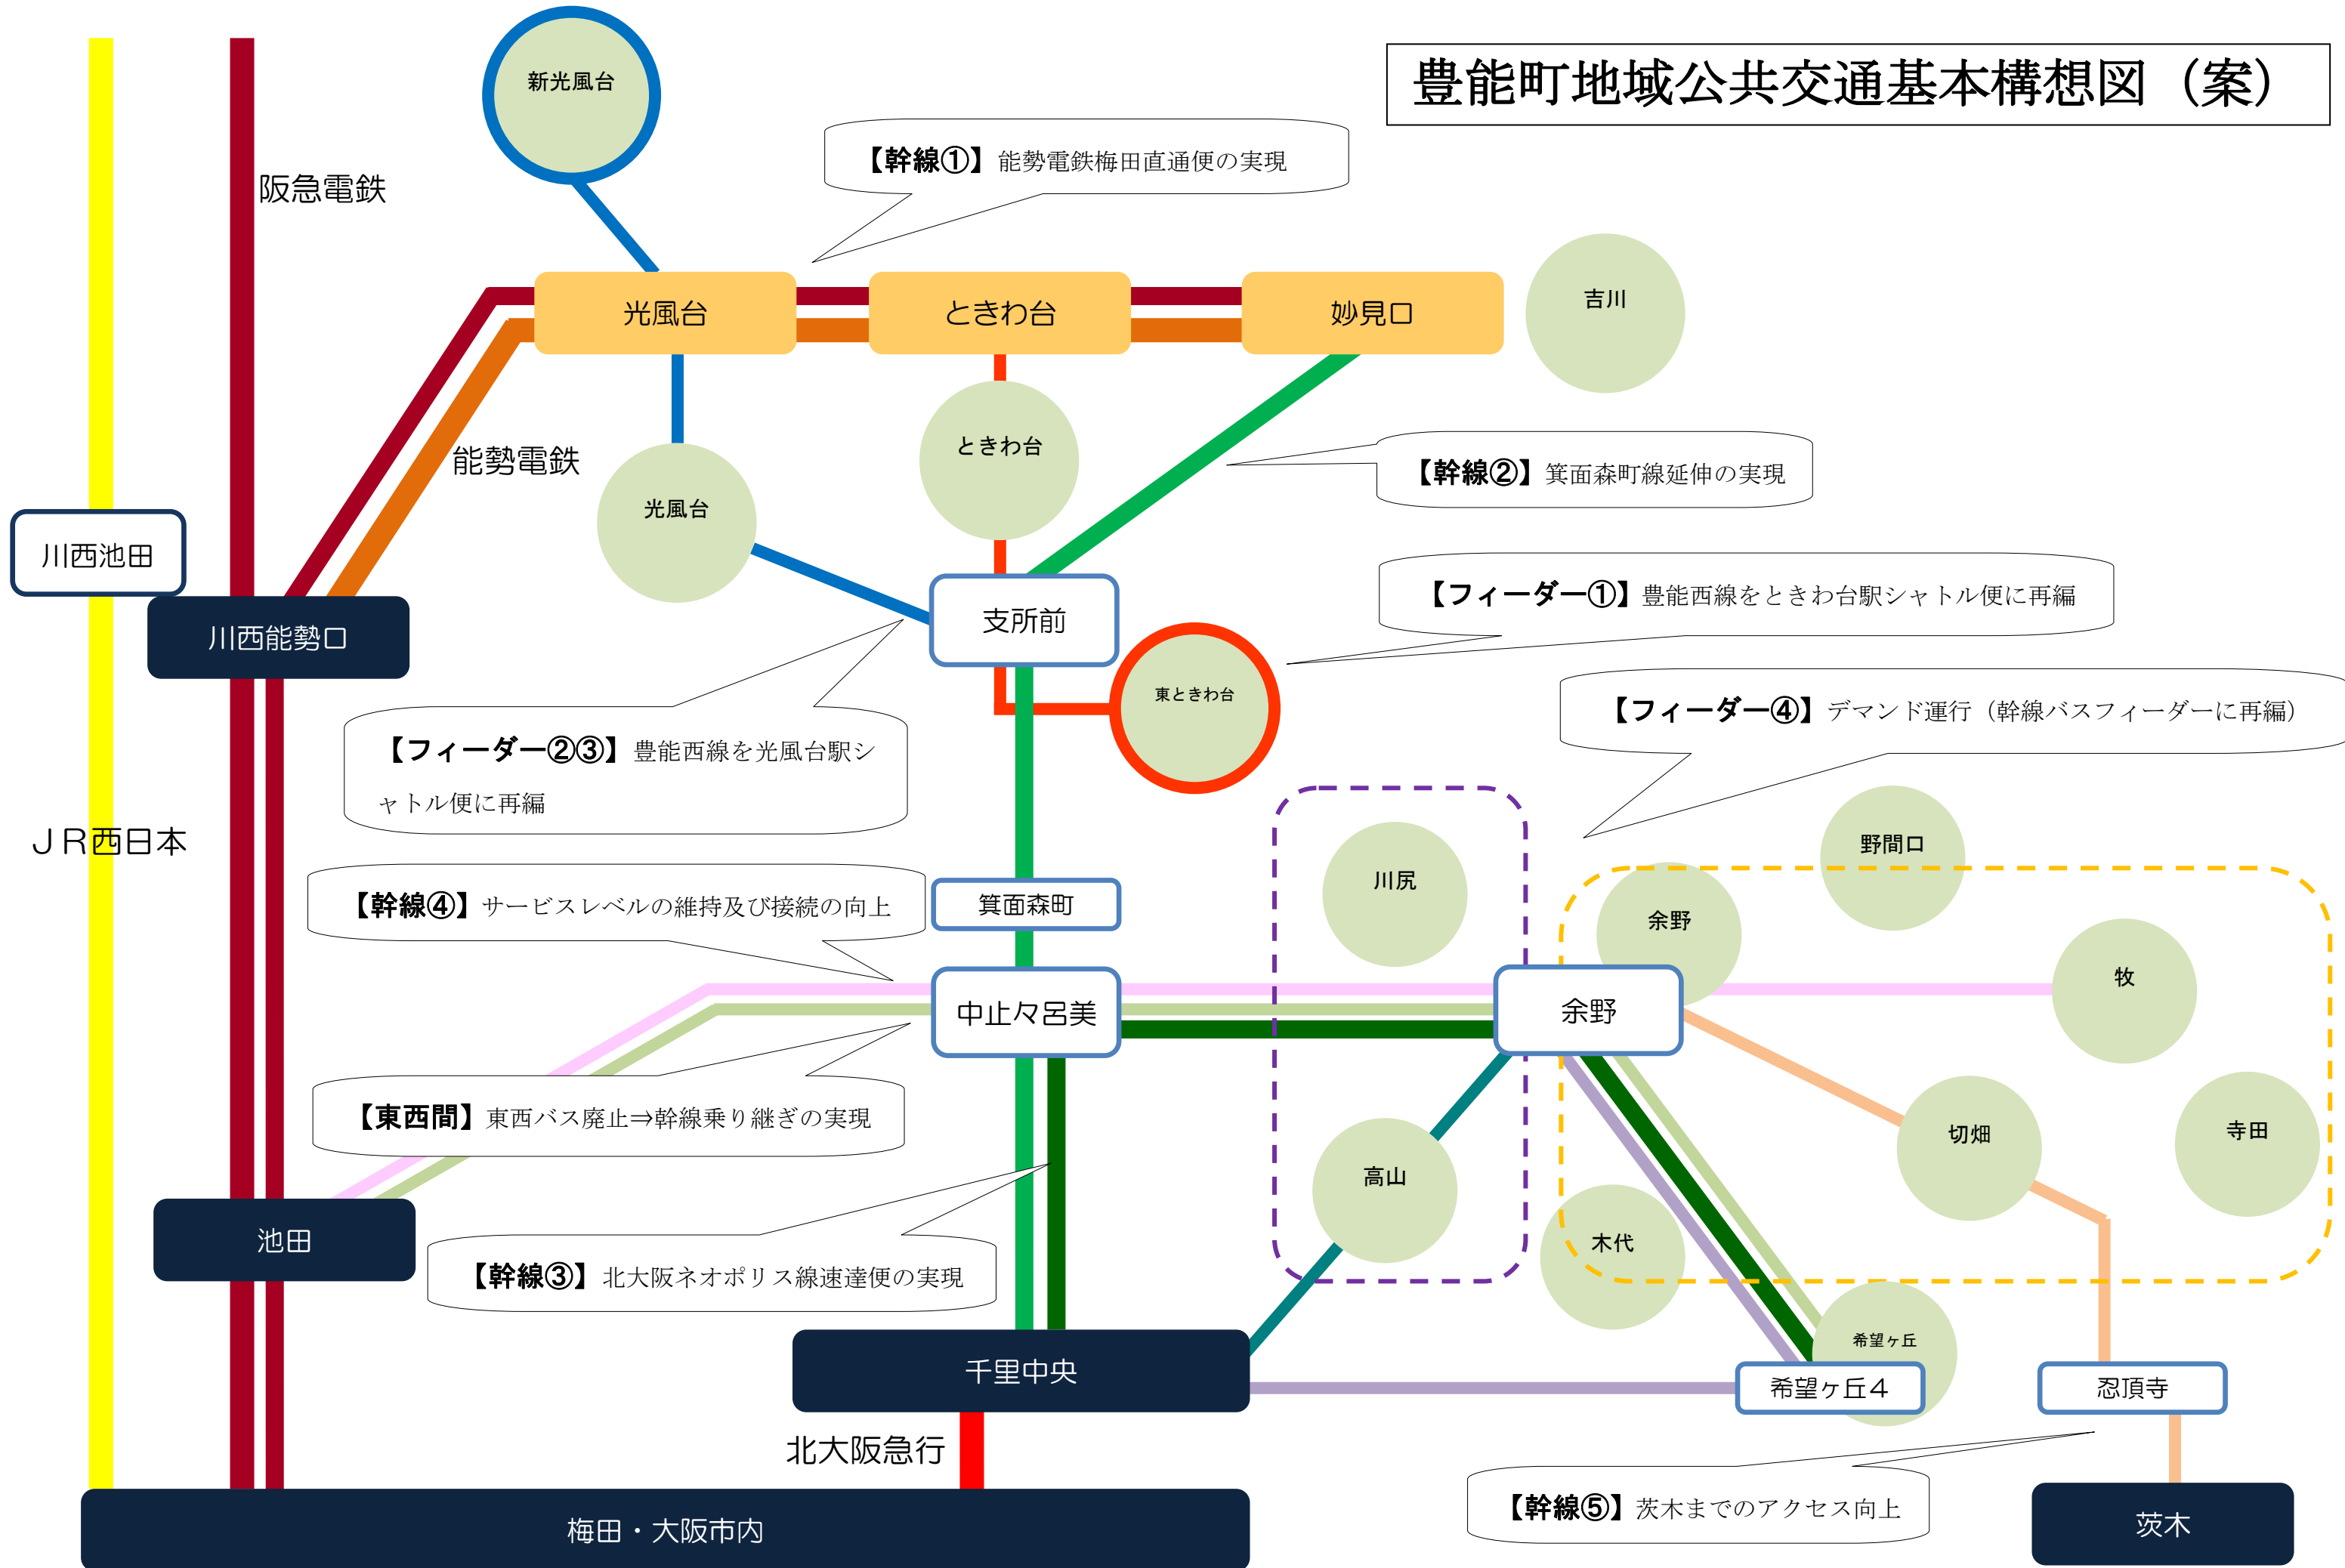 豊能町地域公共交通基本構想図（案）
新光風台
阪急電鉄
【幹線①】能勢電鉄梅田直通便の実現
光風台
ときわ台
妙見口
吉川
能勢電鉄
ときわ台
光風台
【幹線②】箕面森町線延伸の実現
川西池田
川西能勢口
支所前
【フィーダー①】豊能西線をときわ台駅シャトル便に再編
東ときわ台
【フィーダー④】デマンド運行（幹線バスフィーダーに再編）
【フィーダー②③】豊能西線を光風台駅シ
ャトル便に再編
ＪＲ西日本
川尻
野間口
余野
【幹線④】サービスレベルの維持及び接続の向上
箕面森町
牧
中止々呂美
余野
【東西間】東西バス廃止⇒幹線乗り継ぎの実現
切畑
寺田
高山
池田
木代
【幹線③】北大阪ネオポリス線速達便の実現
希望ヶ丘
千里中央
希望ヶ丘４
忍頂寺
北大阪急行
【幹線⑤】茨木までのアクセス向上
梅田・大阪市内
茨木